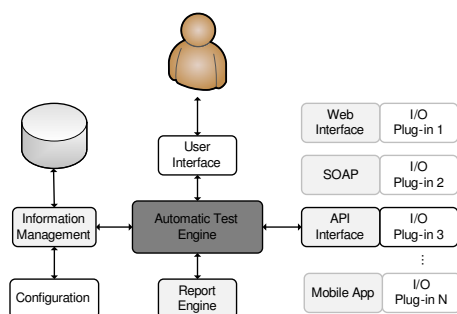 Web
Interface
I/O
Plug-in 1
User
Interface
SOAP
I/O
Plug-in 2
Information
Management
Automatic Test
Engine
API
Interface
I/O
Plug-in 3
...
Configuration
Report
Engine
Mobile App
I/O
Plug-in N